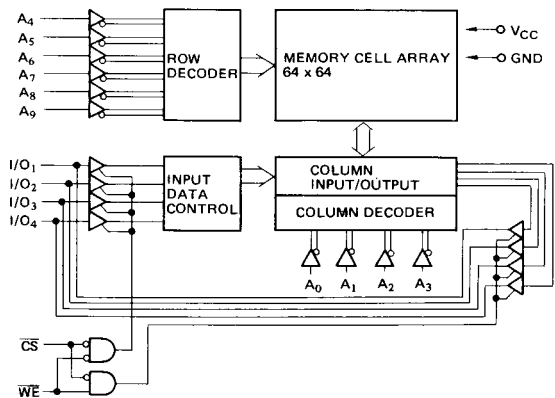 A4
A5
A6
A7
A8
A9
ROW
DECODER
MEMORY CELL ARRAY
64 x 64
VCC
GND
I/O1
I/O2
I/O3
I/O4
INPUT
DATA
CONTROL
COLUMN
INPUT/OUTPUT
COLUMN DECODER
A0 A1 A2 A3
CS
WE